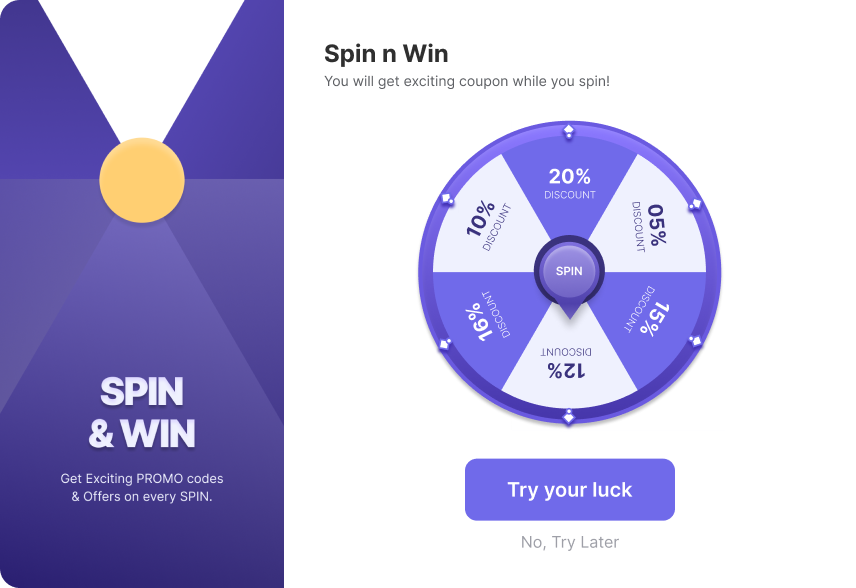 SPIN
& WIN
Get Exciting PROMO codes
& Offers on every SPIN.
Spin n Win
You will get exciting coupon while you spin!
20%
DISCOUNT
05%
DISCOUNT
15%
DISCOUNT
12%
DISCOUNT
16%
DISCOUNT
10%
DISCOUNT
SPIN
Try your luck
No, Try Later